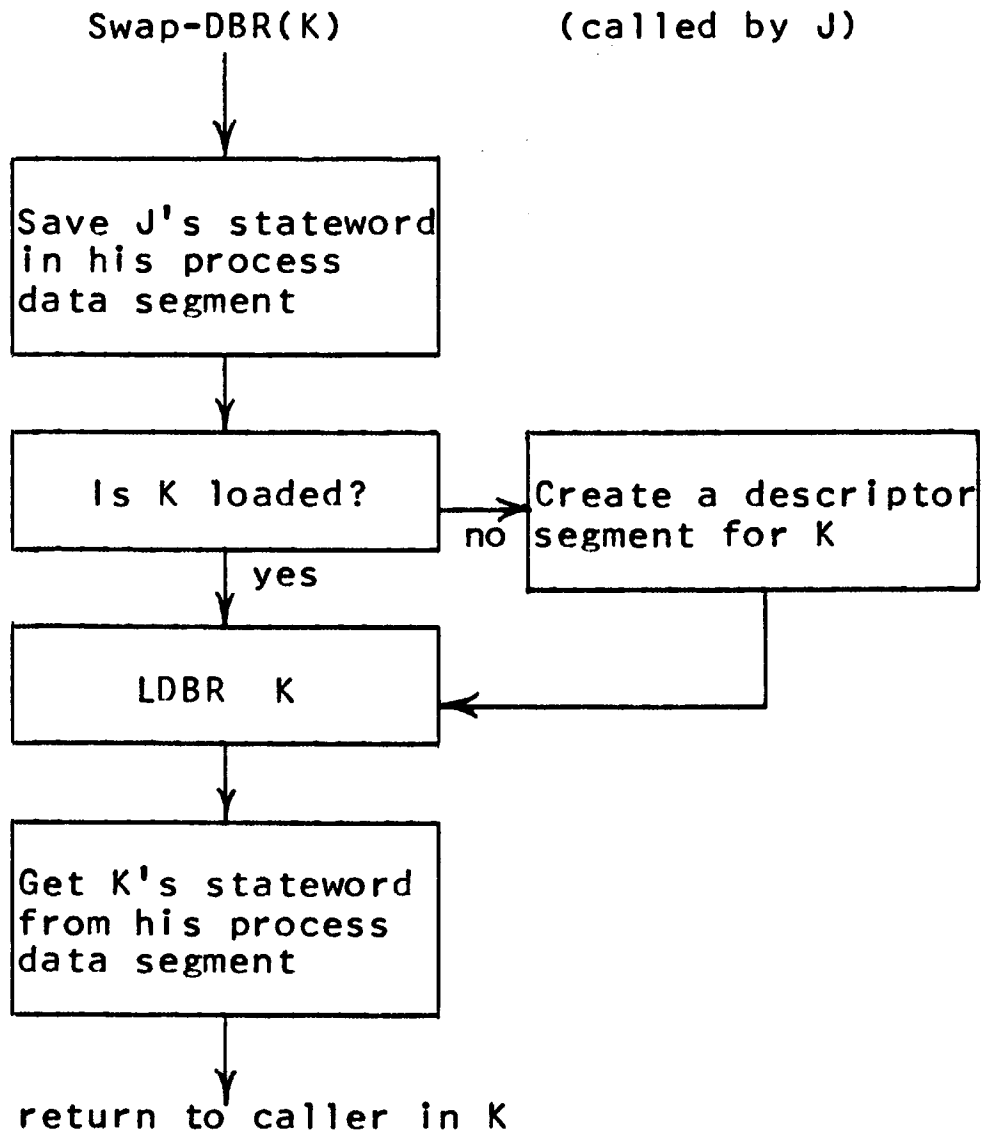 Swap-DBR(K) (called by J)
Save J's stateword
in his process
data segment
Is K loaded?
no
Create a descriptor
segment for K
yes
LDBR K
Get K's stateword
from his process
data segment
return to caller in K